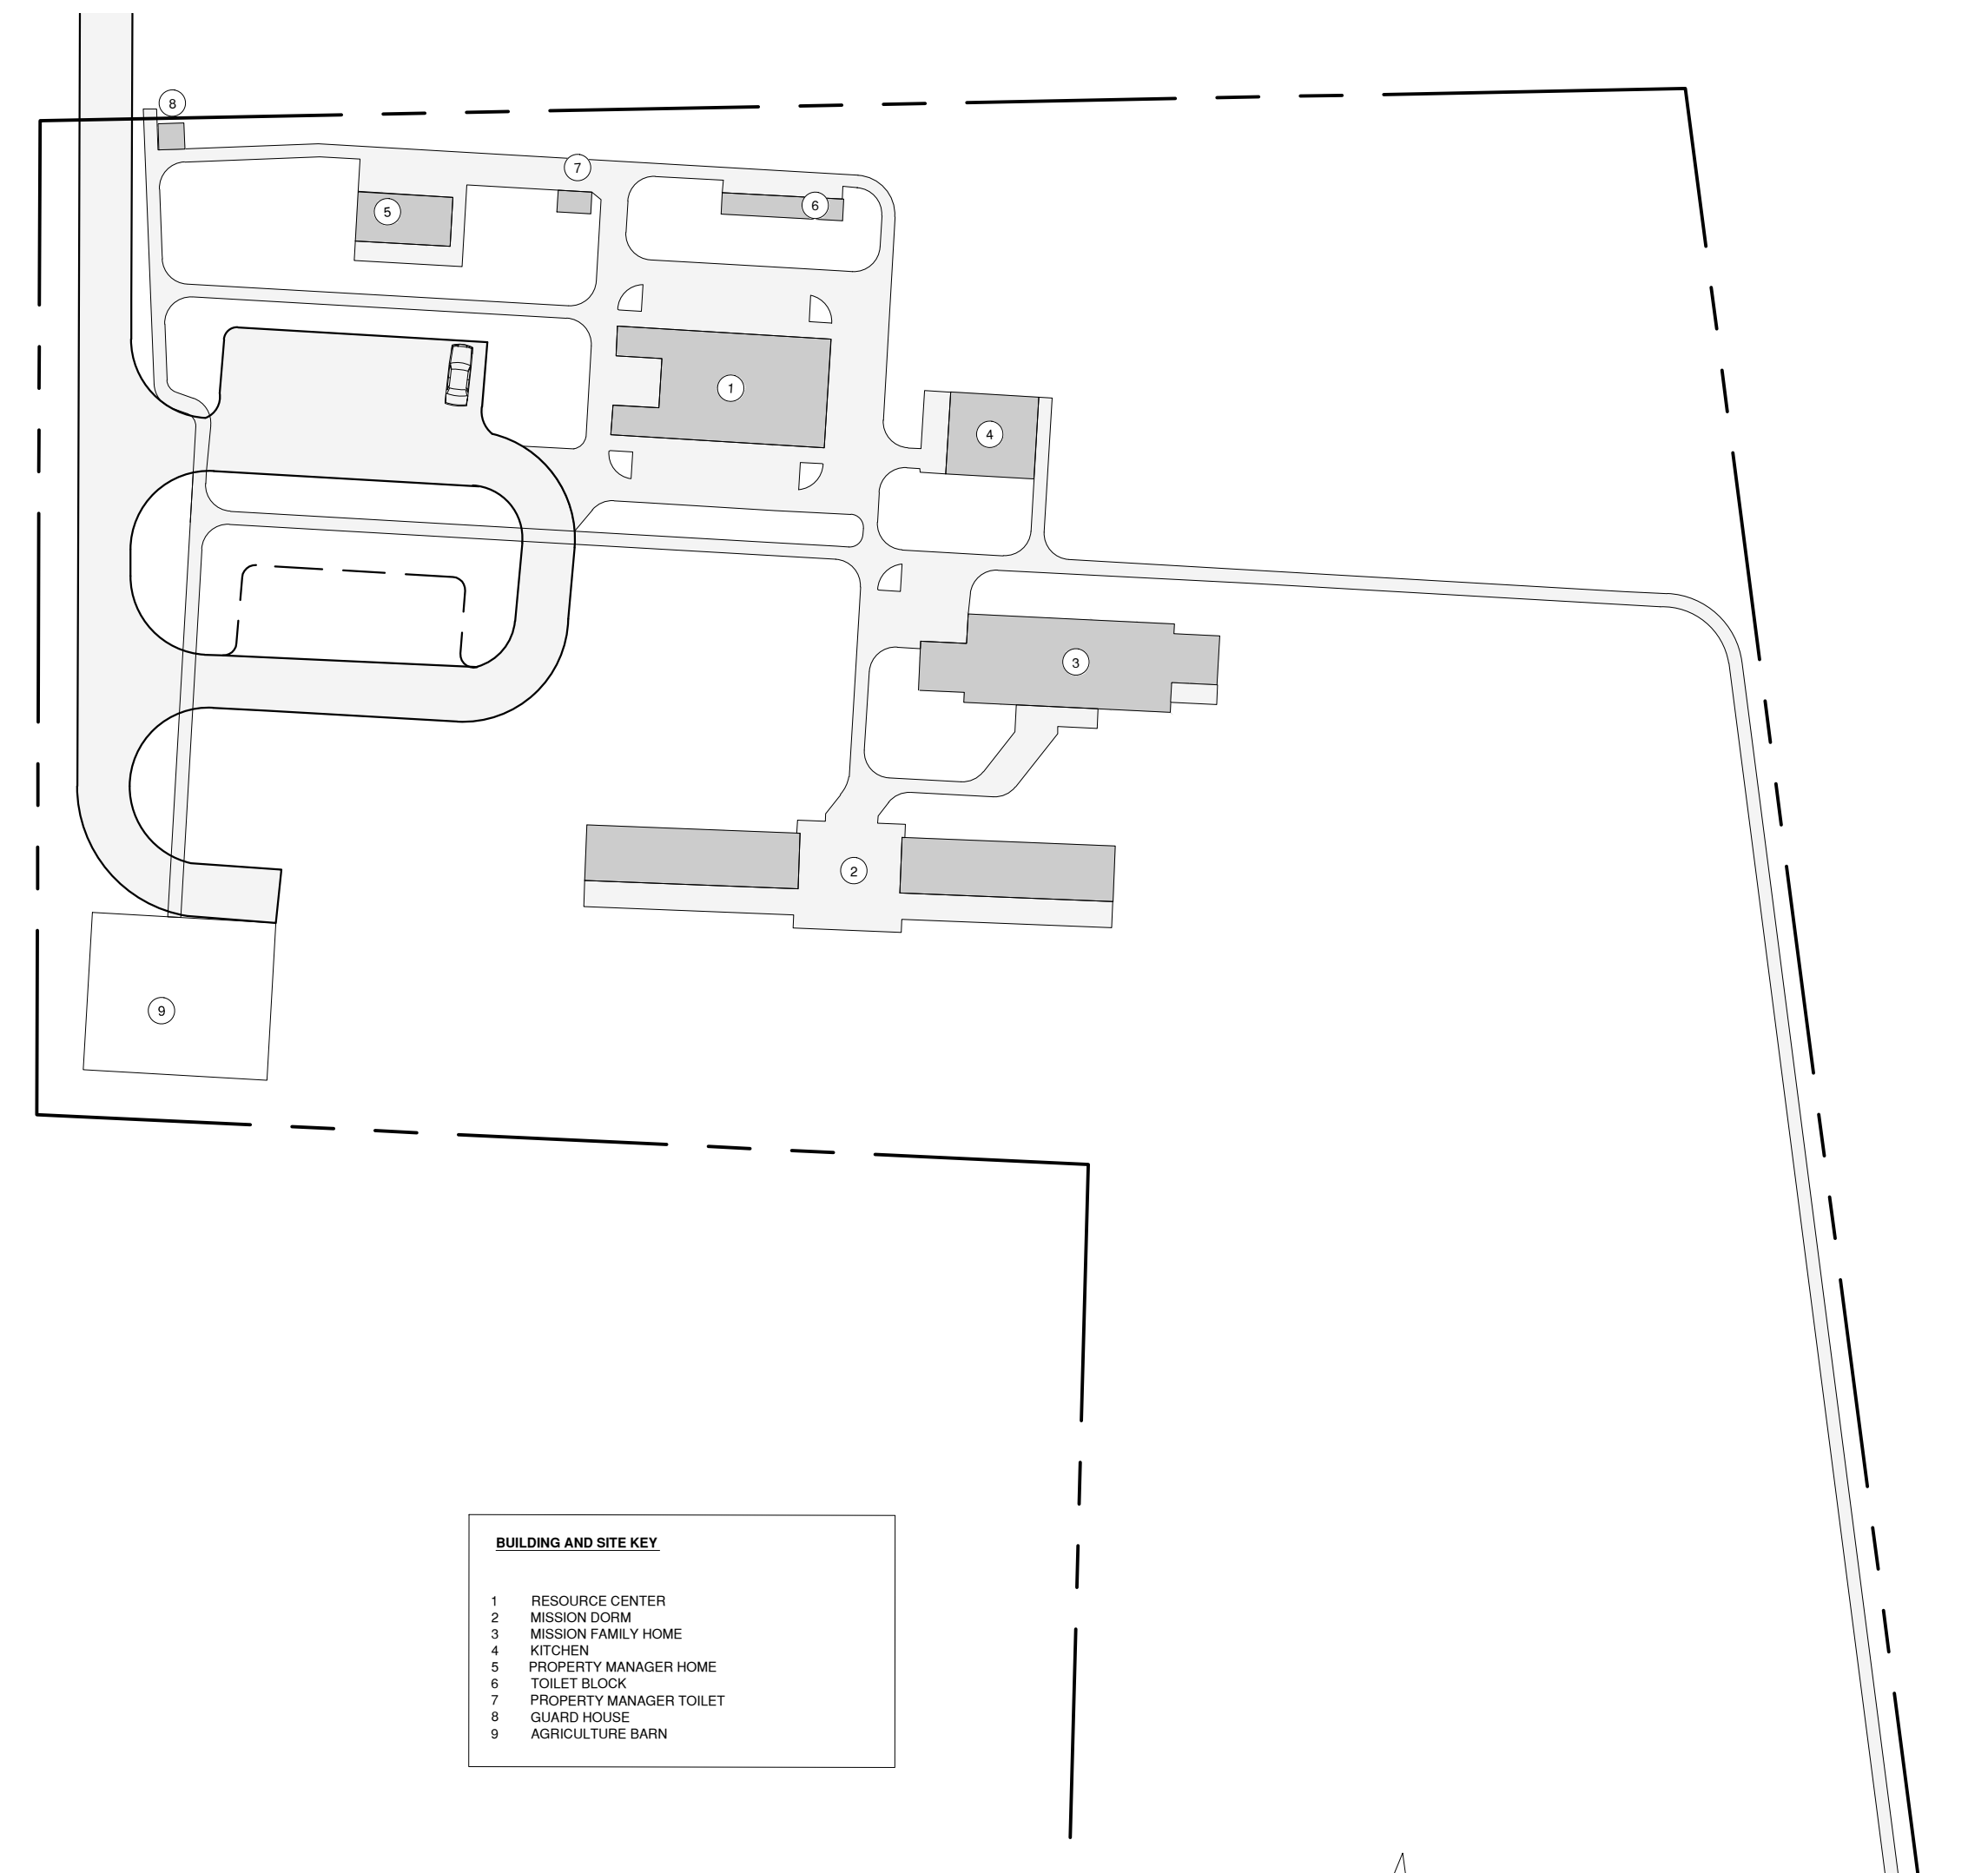 8
7
6
5
1
4
3
2
9
BUILDING AND SITE KEY
1 RESOURCE CENTER
2 MISSION DORM
3 MISSION FAMILY HOME
4 KITCHEN
5 PROPERTY MANAGER HOME
6 TOILET BLOCK
7 PROPERTY MANAGER TOILET
8 GUARD HOUSE
9 AGRICULTURE BARN